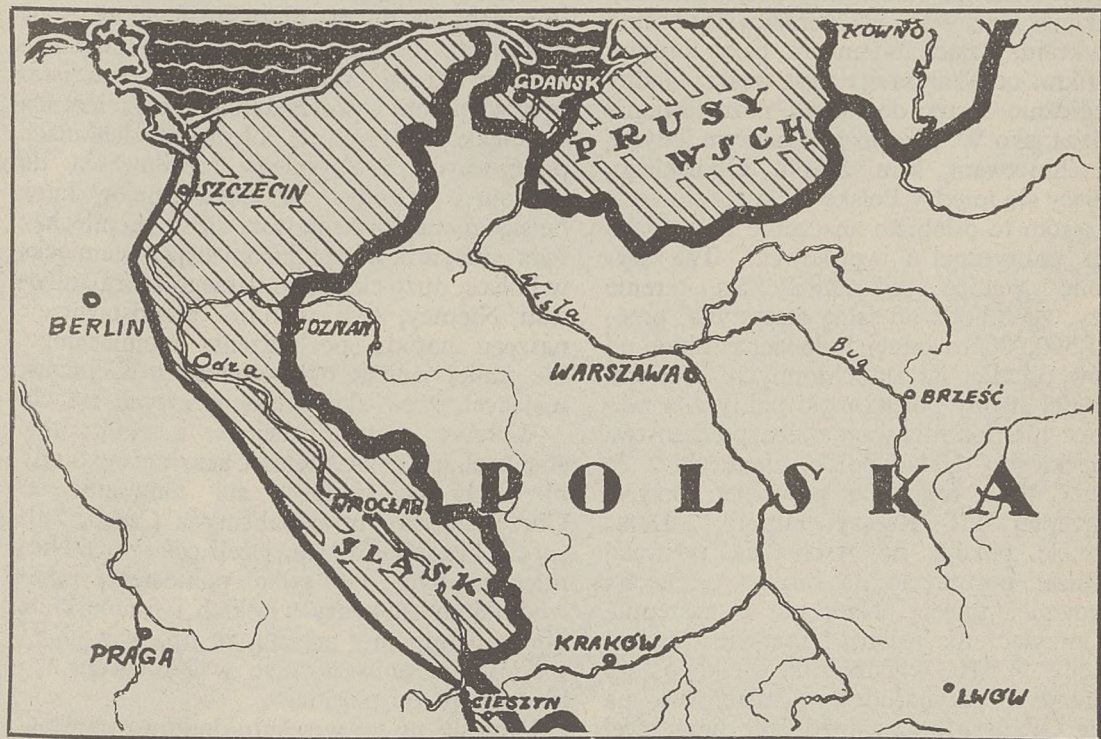 KOWNO
GDAŃSK
PRUSY
WSCH
SZCZECIN
Wisła
BERLIN
POZNAŃ
Bug
Odra
WARSZAWA
BRZEŚĆ
POLSKA
WROCŁAW
ŚLĄSK
KRAKÓW
PRAGA
CIESZYN
LWÓW